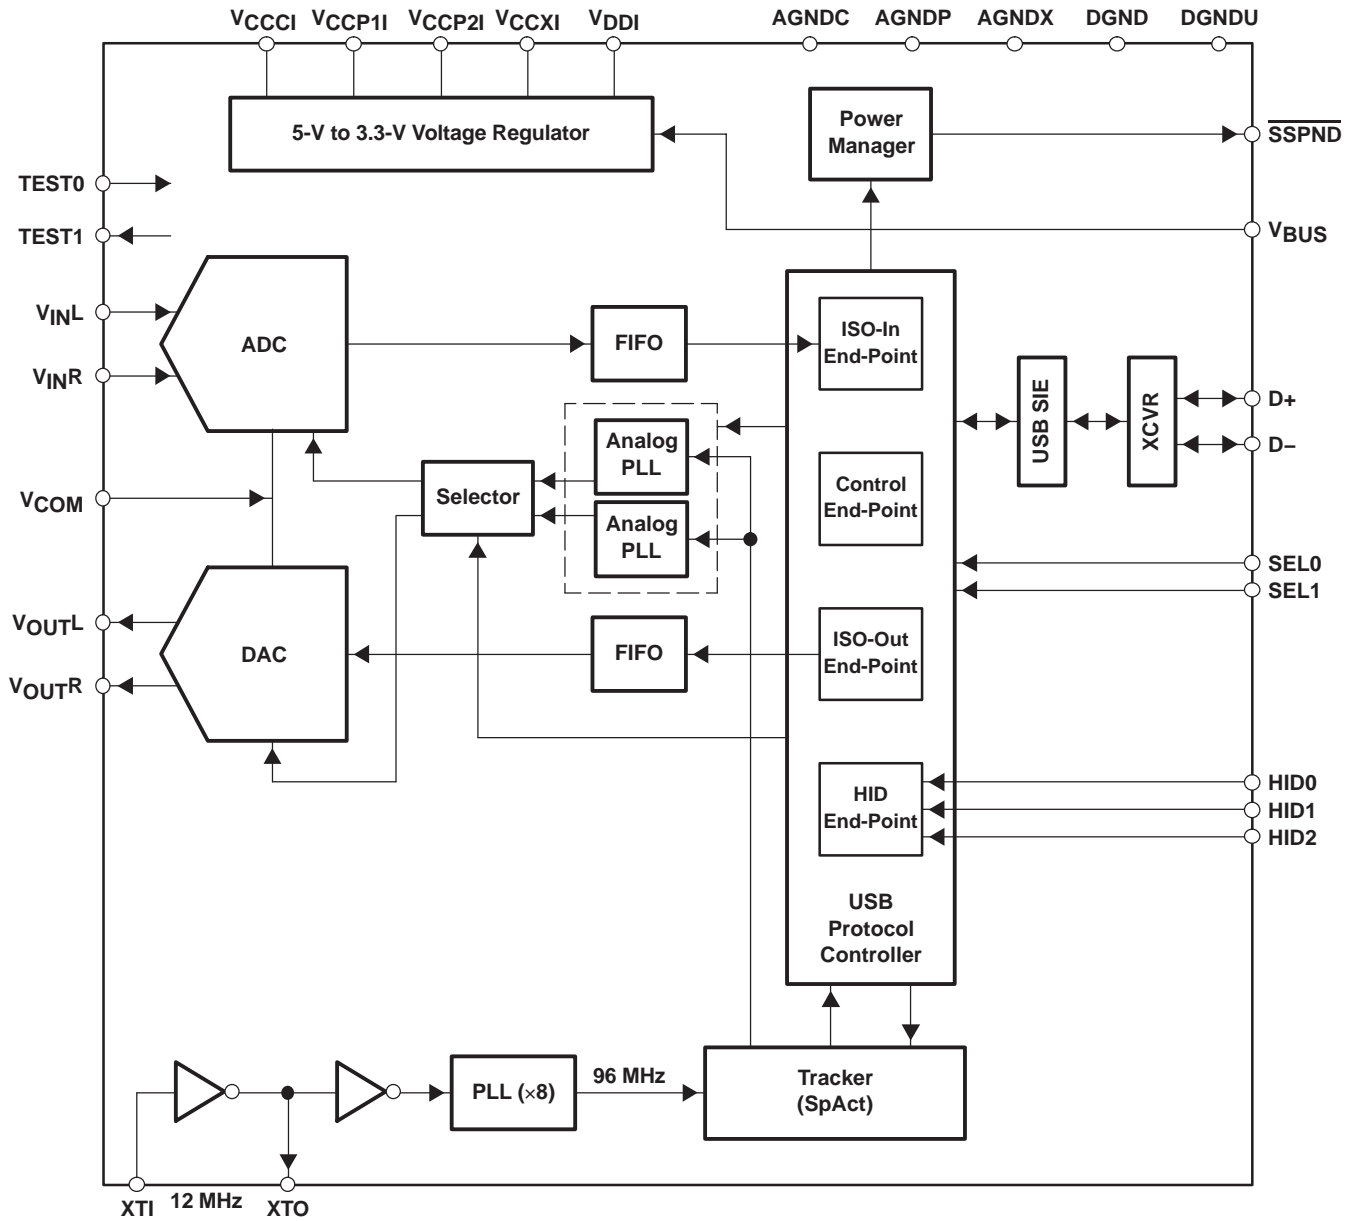 VCCCI VCCP1I VCCP2I VCCXI VDDI AGNDC AGNDP AGNDX DGND DGNDU
5-V to 3.3-V Voltage Regulator
Power
Manager
SSPND
TEST0
TEST1
VBUS
VINL
VINR
ADC
FIFO
ISO-In
End-Point
USB SIE
XCVR
D+
D–
Analog
PLL
Selector
Analog
PLL
Control
End-Point
VCOM
SEL0
SEL1
VOUTL
VOUTR
DAC
FIFO
ISO-Out
End-Point
HID
End-Point
HID0
HID1
HID2
USB
Protocol
Controller
PLL (×8)
96 MHz
Tracker
(SpAct)
XTI 12 MHz XTO